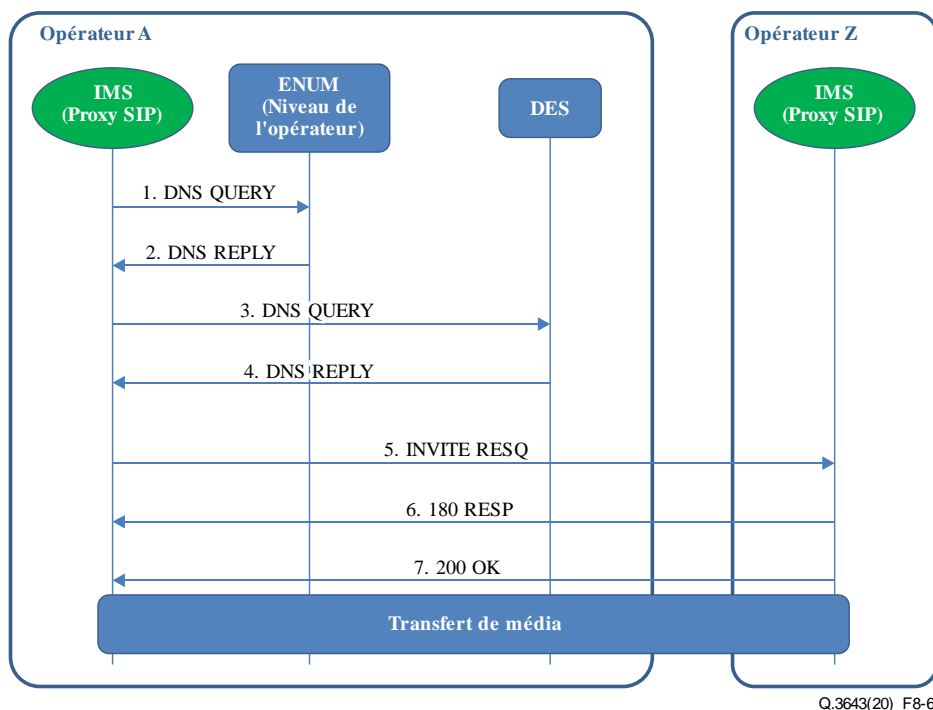 Opérateur A
Opérateur Z
IMS
(Proxy SIP)
ENUM
(Niveau de
l'opérateur)
DES
IMS
(Proxy SIP)
1. DNS QUERY
2. DNS REPLY
3. DNS QUERY
4. DNS REPLY
5. INVITE RESQ
6. 180 RESP
7. 200 OK
Transfert de média
Q.3643(20)_F8-6